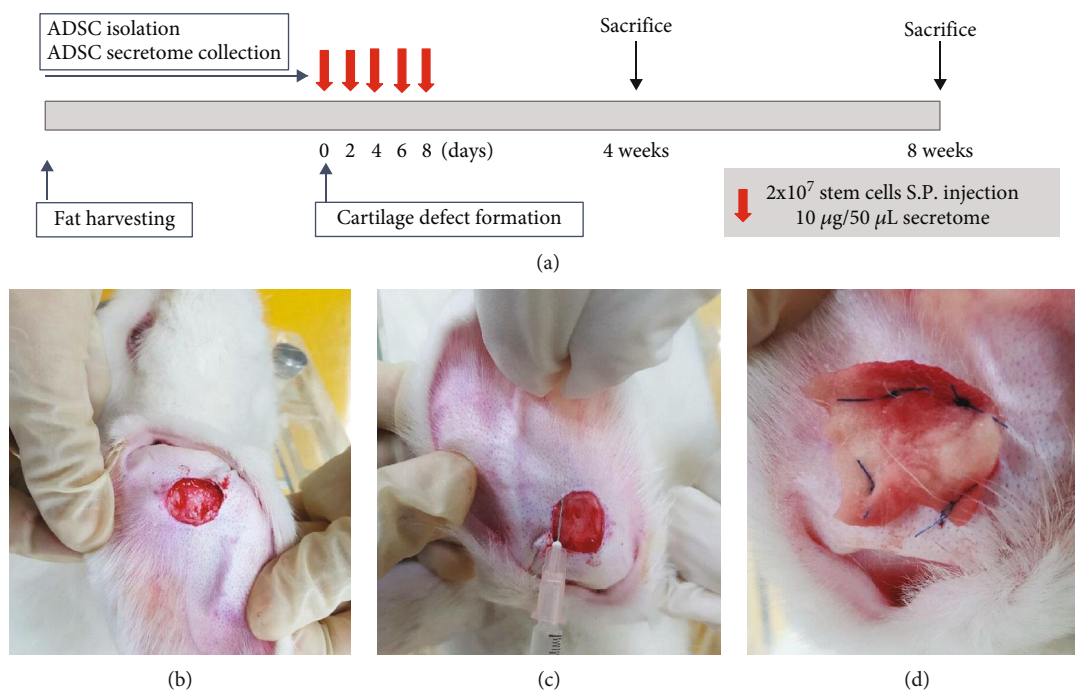 ADSC isolation
ADSC secretome collection
Sacrifice
Sacrifice
0 2 4 6 8 (days)
4 weeks
8 weeks
Fat harvesting
Cartilage defect formation
2x10⁷ stem cells S.P. injection
10 μg/50 μL secretome
(a)
(b)
(c)
(d)